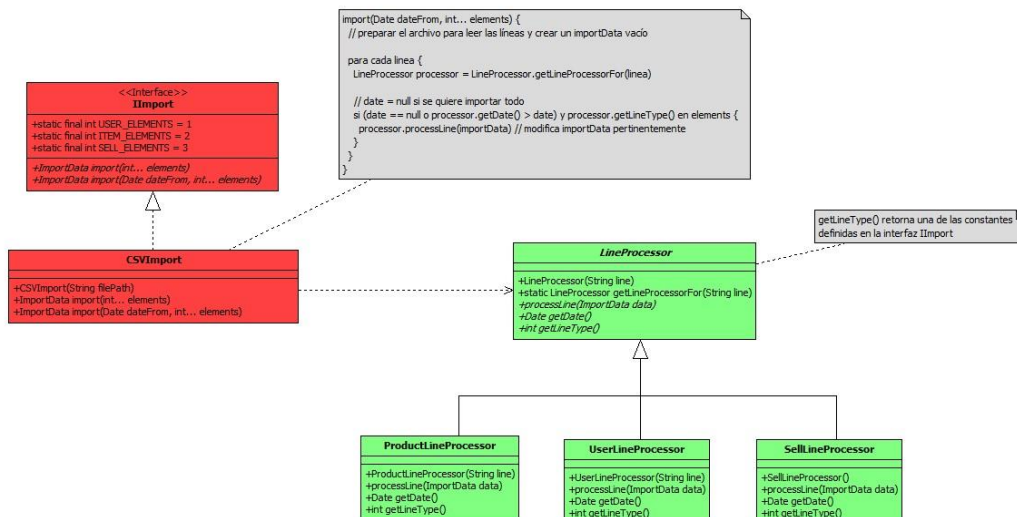 import(Date dateFrom, int... elements) {
// preparar el archivo para leer las líneas y crear un importData vacío
para cada linea {
LineProcessor processor = LineProcessor.getLineProcessorFor(linea)
// date = null si se quiere importar todo
si (date == null o processor.getDate() > date) y processor.getLineType() en elements {
processor.processLine(importData) // modifica importData pertinentemente
}
}
}
<<Interface>>
IImport
+static final int USER_ELEMENTS = 1
+static final int ITEM_ELEMENTS = 2
+static final int SELL_ELEMENTS = 3
+ImportData import(int... elements)
+ImportData import(Date dateFrom, int... elements)
getLineType() retorna una de las constantes
definidas en la interfaz IImport
CSVImport
+CSVImport(String filePath)
+ImportData import(int... elements)
+ImportData import(Date dateFrom, int... elements)
LineProcessor
+LineProcessor(String line)
+static LineProcessor getLineProcessorFor(String line)
+processLine(ImportData data)
+Date getDate()
+int getLineType()
ProductLineProcessor
+ProductLineProcessor(String line)
+processLine(ImportData data)
+Date getDate()
+int getLineType()
UserLineProcessor
+UserLineProcessor(String line)
+processLine(ImportData data)
+Date getDate()
+int getLineType()
SellLineProcessor
+SellLineProcessor()
+processLine(ImportData data)
+Date getDate()
+int getLineType()